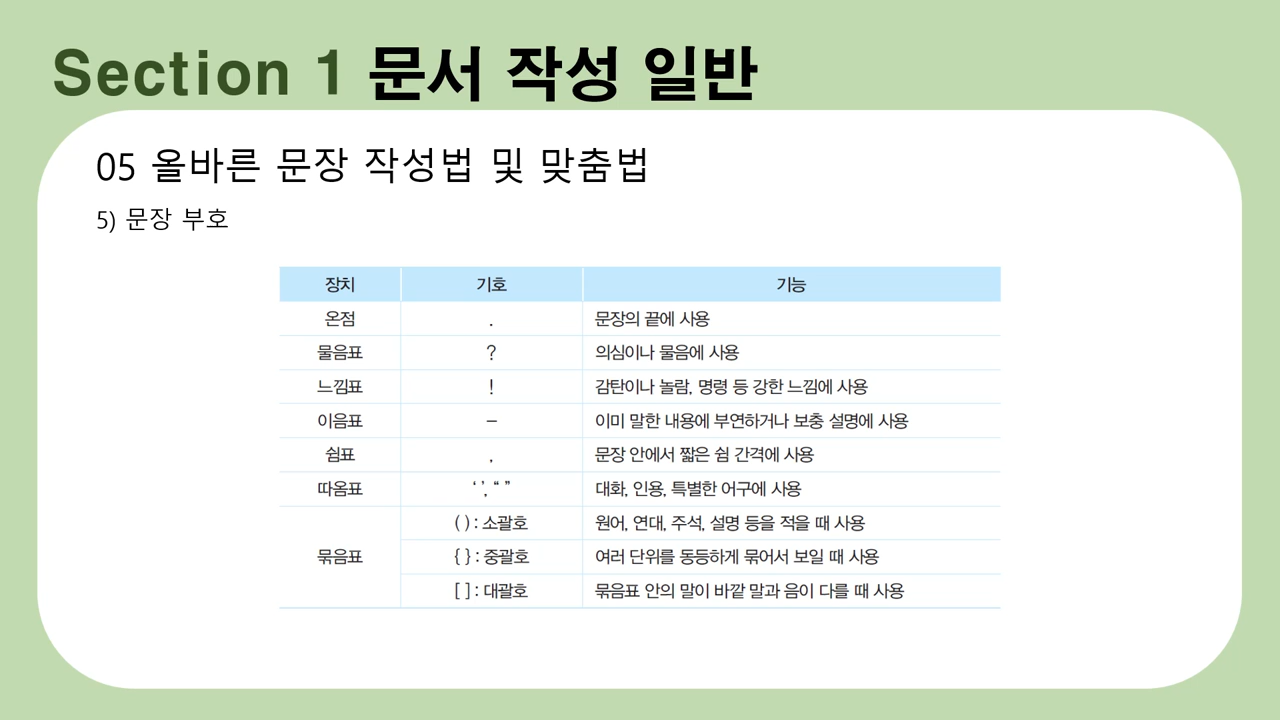 Section 1 문서 작성 일반
05 올바른 문장 작성법 및 맞춤법
5) 문장 부호
장치 기호 기능
온점 . 문장의 끝에 사용
물음표 ? 의심이나 물음에 사용
느낌표 ! 감탄이나 놀람, 명령 등 강한 느낌에 사용
이음표 – 이미 말한 내용에 부연하거나 보충 설명에 사용
쉼표 , 문장 안에서 짧은 쉼 간격에 사용
따옴표 ‘ ’, “ ” 대화, 인용, 특별한 어구에 사용
묶음표 ( ) : 소괄호 원어, 연대, 주석, 설명 등을 적을 때 사용
{ } : 중괄호 여러 단위를 동등하게 묶어서 보일 때 사용
[ ] : 대괄호 묶음표 안의 말이 바깥 말과 음이 다를 때 사용